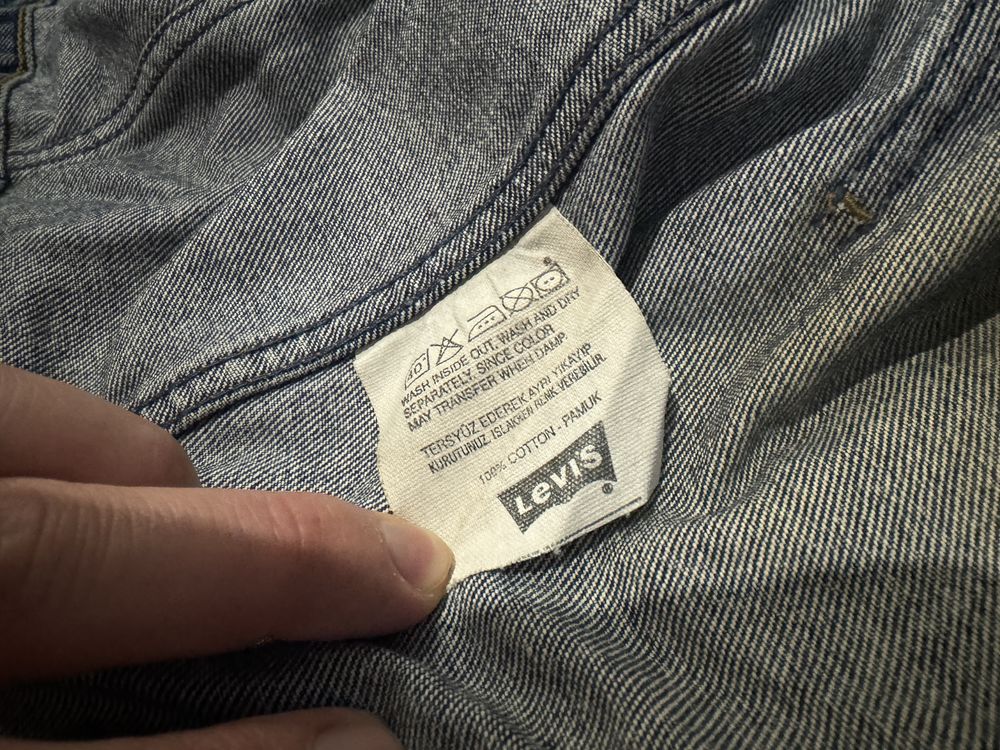 WASH INSIDE OUT. WASH AND DRY
SEPARATELY, SINCE COLOR
MAY TRANSFER WHEN DAMP.
TERSYÜZ EDEREK AYRI YIKAYIP
KURUTUNUZ. ISLAKKEN RENK VEREBİLİR.
100% COTTON - PAMUK
LEVI'S ®